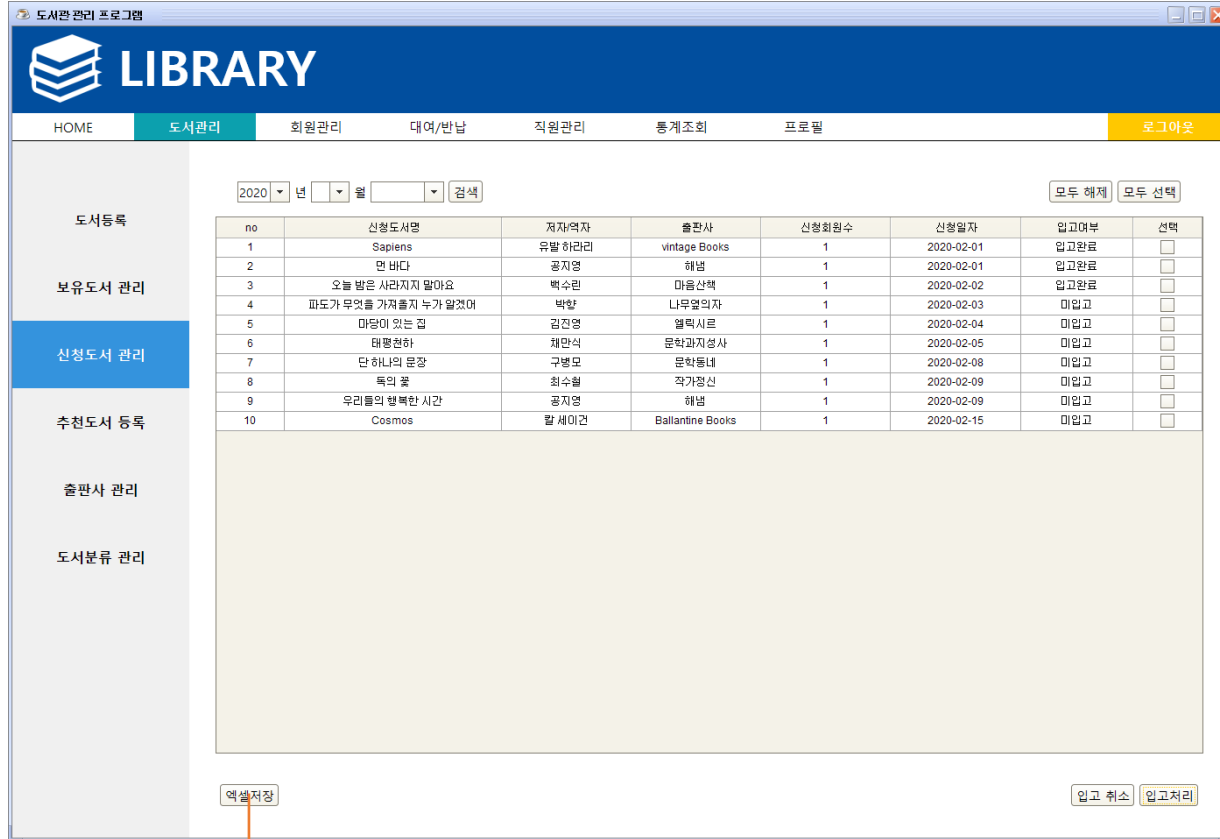 도서관 관리 프로그램
LIBRARY
HOME 도서관리 회원관리 대여/반납 직원관리 통계조회 프로필 로그아웃
2020 년 월 검색 모두 해제 모두 선택
도서등록
보유도서 관리
신청도서 관리
추천도서 등록
출판사 관리
도서분류 관리
no 신청도서명 저자/역자 출판사 신청회원수 신청일자 입고여부 선택
1 Sapiens 유발 하라리 vintage Books 1 2020-02-01 입고완료
2 먼 바다 공지영 해냄 1 2020-02-01 입고완료
3 오늘 밤은 사라지지 말아요 백수린 마음산책 1 2020-02-02 입고완료
4 파도가 무엇을 가져올지 누가 알겠어 박향 나무옆의자 1 2020-02-03 미입고
5 마당이 있는 집 김진영 엘릭시르 1 2020-02-04 미입고
6 태평천하 채만식 문학과지성사 1 2020-02-05 미입고
7 단 하나의 문장 구병모 문학동네 1 2020-02-08 미입고
8 독의 꽃 최수철 작가정신 1 2020-02-09 미입고
9 우리들의 행복한 시간 공지영 해냄 1 2020-02-09 미입고
10 Cosmos 칼 세이건 Ballantine Books 1 2020-02-15 미입고
엑셀저장 입고 취소 입고처리